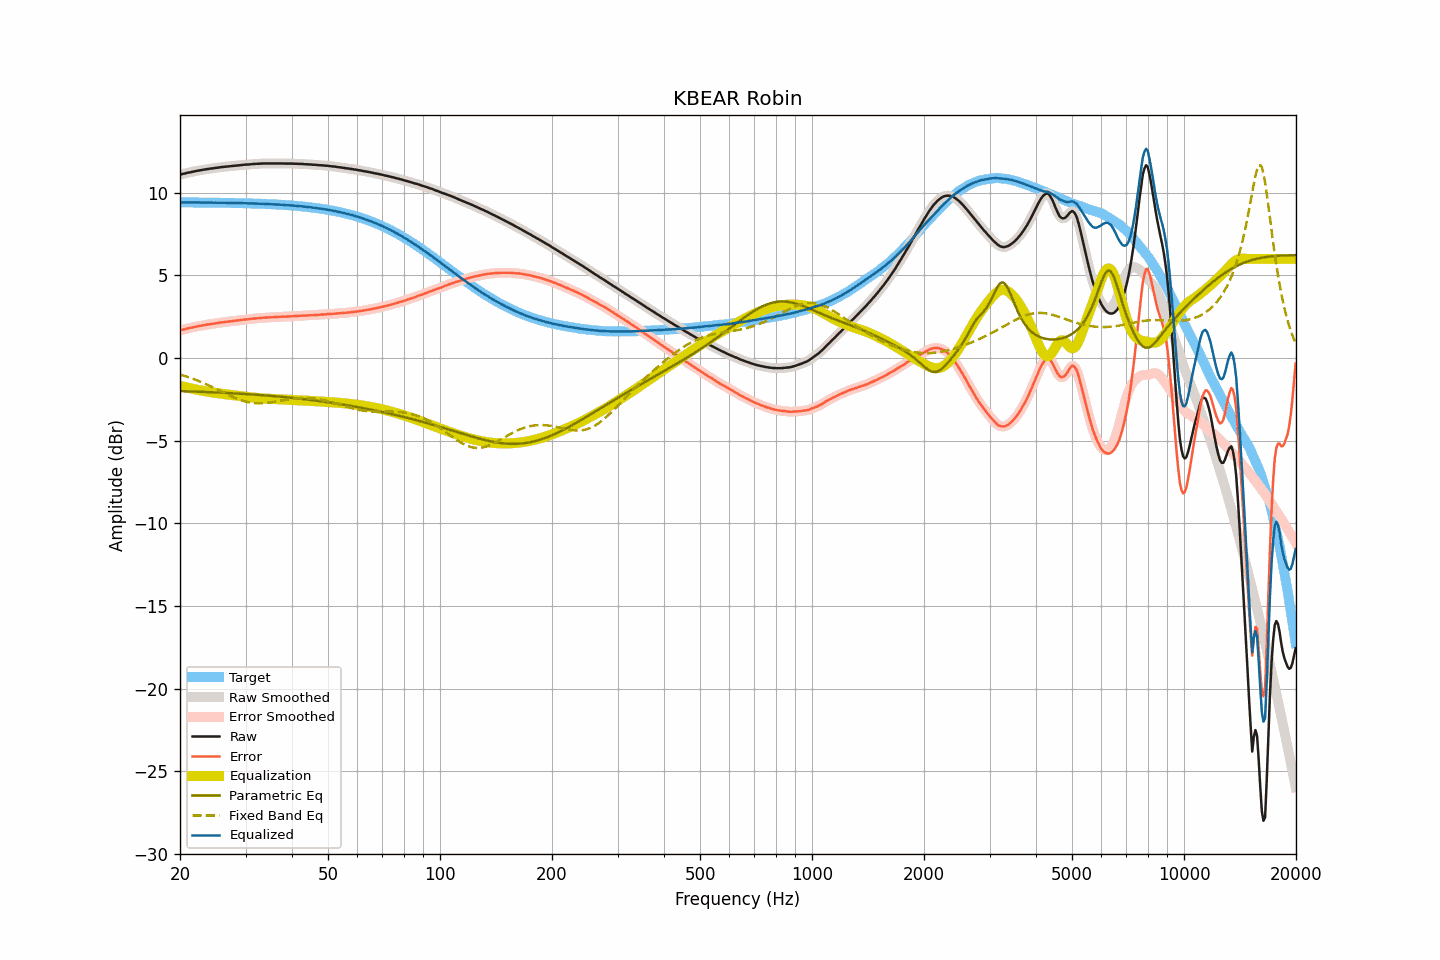 KBEAR Robin
Amplitude (dBr)
10
5
0
−5
−10
−15
−20
−25
−30
Target
Raw Smoothed
Error Smoothed
Raw
Error
Equalization
Parametric Eq
Fixed Band Eq
Equalized
20 50 100 200 500 1000 2000 5000 10000 20000
Frequency (Hz)